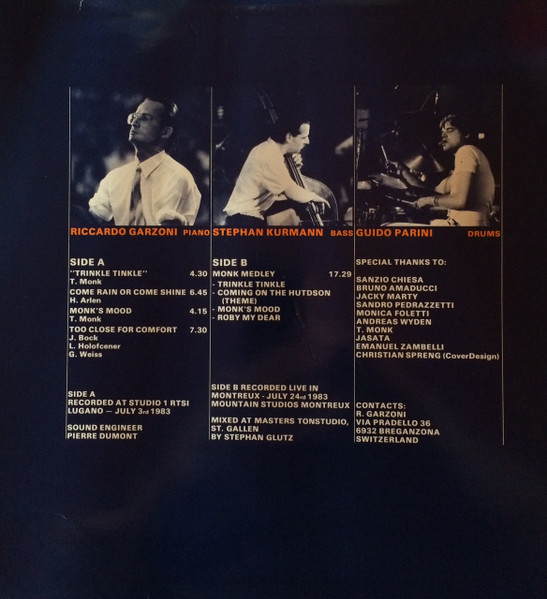 RICCARDO GARZONI PIANO
SIDE A
"TRINKLE TINKLE" 4.30
T. Monk
COME RAIN OR COME SHINE 6.45
H. Arlen
MONK'S MOOD 4.15
T. Monk
TOO CLOSE FOR COMFORT 7.30
J. Bock
L. Holofcener
G. Weiss
SIDE A
RECORDED AT STUDIO 1 RTSI
LUGANO — JULY 3rd 1983
SOUND ENGINEER
PIERRE DUMONT
STEPHAN KURMANN BASS
SIDE B
MONK MEDLEY 17.29
- TRINKLE TINKLE
- COMING ON THE HUTDSON
(THEME)
- MONK'S MOOD
- ROBY MY DEAR
SIDE B RECORDED LIVE IN
MONTREUX - JULY 24nd 1983
MOUNTAIN STUDIOS MONTREUX
MIXED AT MASTERS TONSTUDIO,
ST. GALLEN
BY STEPHAN GLUTZ
GUIDO PARINI DRUMS
SPECIAL THANKS TO:
SANZIO CHIESA
BRUNO AMADUCCI
JACKY MARTY
SANDRO PEDRAZZETTI
MONICA FOLETTI
ANDREAS WYDEN
T. MONK
JASATA
EMANUEL ZAMBELLI
CHRISTIAN SPRENG (CoverDesign)
CONTACTS:
R. GARZONI
VIA PRADELLO 36
6932 BREGANZONA
SWITZERLAND